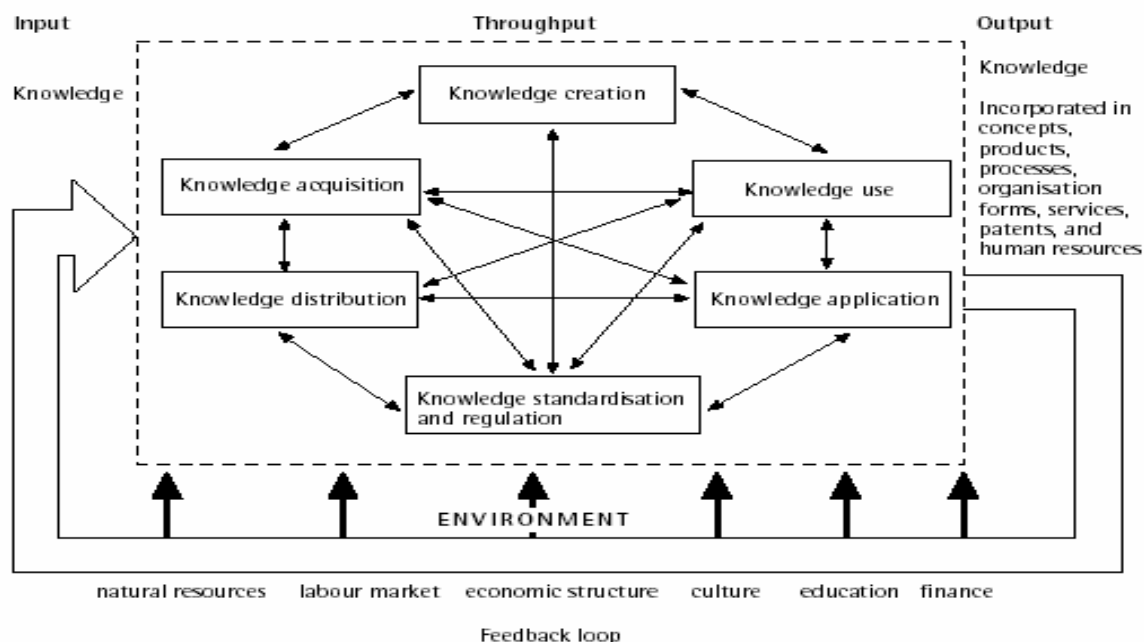 Input
Throughput
Output
Knowledge
Knowledge
Incorporated in
concepts,
products,
processes,
organisation
forms, services,
patents, and
human resources
Knowledge creation
Knowledge acquisition
Knowledge use
Knowledge distribution
Knowledge application
Knowledge standardisation
and regulation
ENVIRONMENT
natural resources
labour market
economic structure
culture
education
finance
Feedback loop